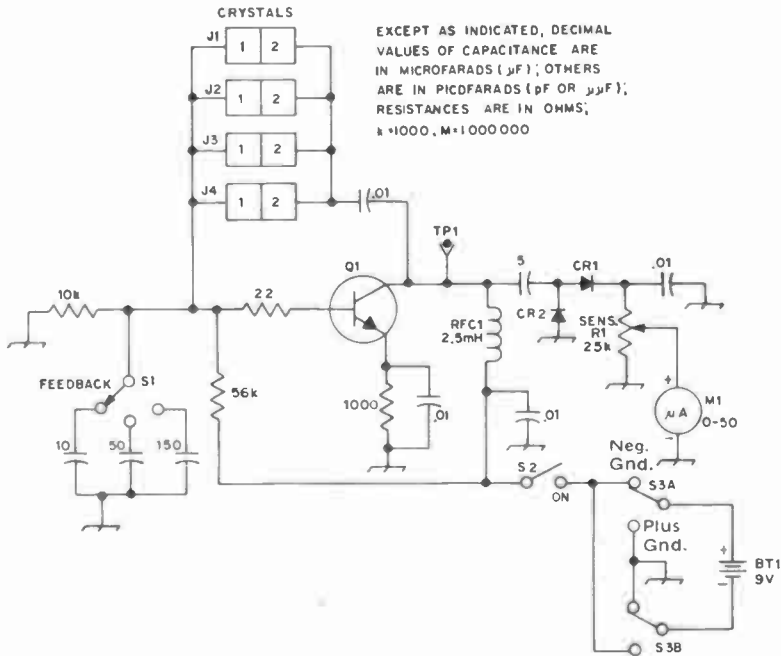 CRYSTALS
EXCEPT AS INDICATED, DECIMAL
VALUES OF CAPACITANCE ARE
IN MICROFARADS (µF); OTHERS
ARE IN PICOFARADS (pF OR µµF);
RESISTANCES ARE IN OHMS;
k=1000, M=1000000
J1
1 2
J2
1 2
J3
1 2
J4
1 2
.01
TP1
Q1
10k
22
5
CR1
.01
CR2
SENS.
R1
25k
RFC1
2.5mH
FEEDBACK
S1
56k
1000
.01
.01
+
µA
-
M1
0-50
10
50
150
Neg.
Gnd.
S2
ON
S3A
Plus
Gnd.
+
-
BT1
9V
S3B